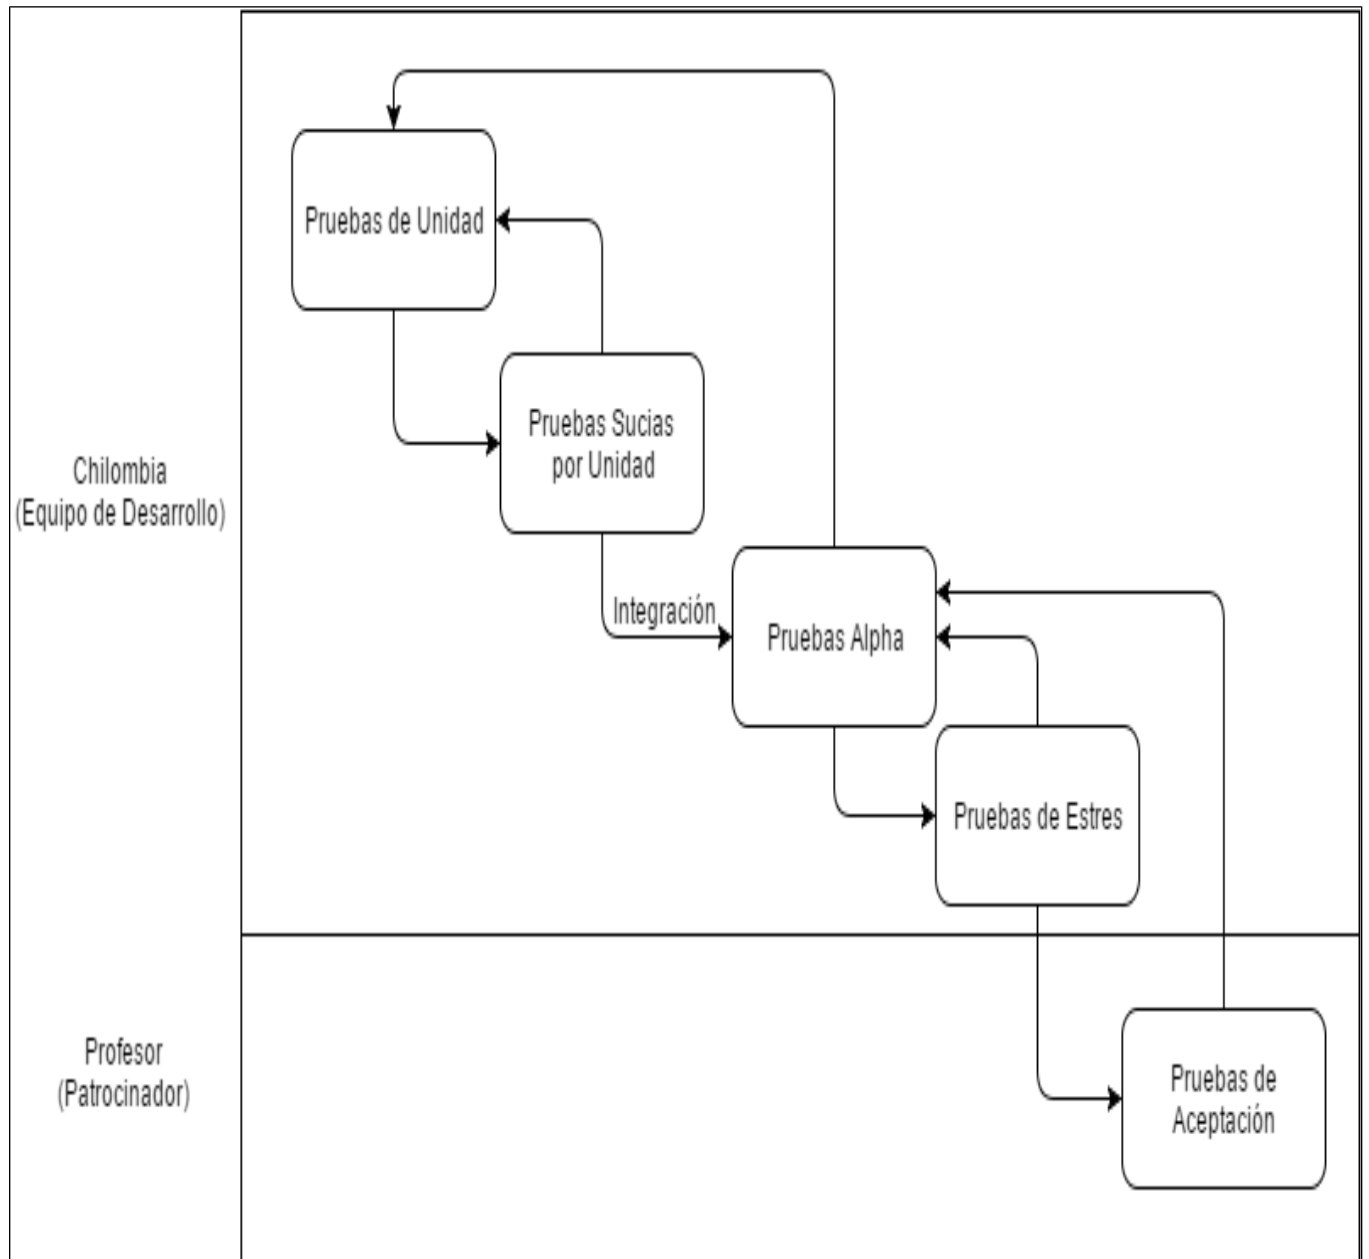 Pruebas de Unidad
Pruebas Sucias
por Unidad
Chilombia
(Equipo de Desarrollo)
Integración
Pruebas Alpha
Pruebas de Estres
Profesor
(Patrocinador)
Pruebas de
Aceptación